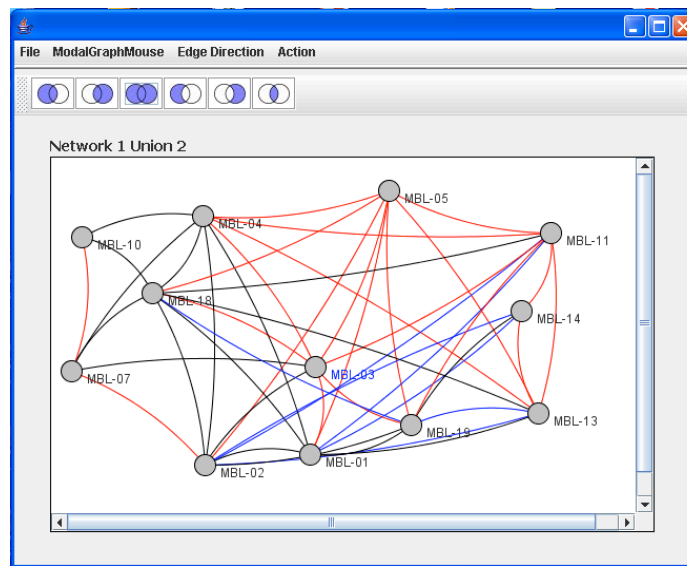 File ModalGraphMouse Edge Direction Action
Network 1 Union 2
MBL-05
MBL-04
MBL-10
MBL-11
MBL-18
MBL-14
MBL-03
MBL-07
MBL-13
MBL-19
MBL-01
MBL-02